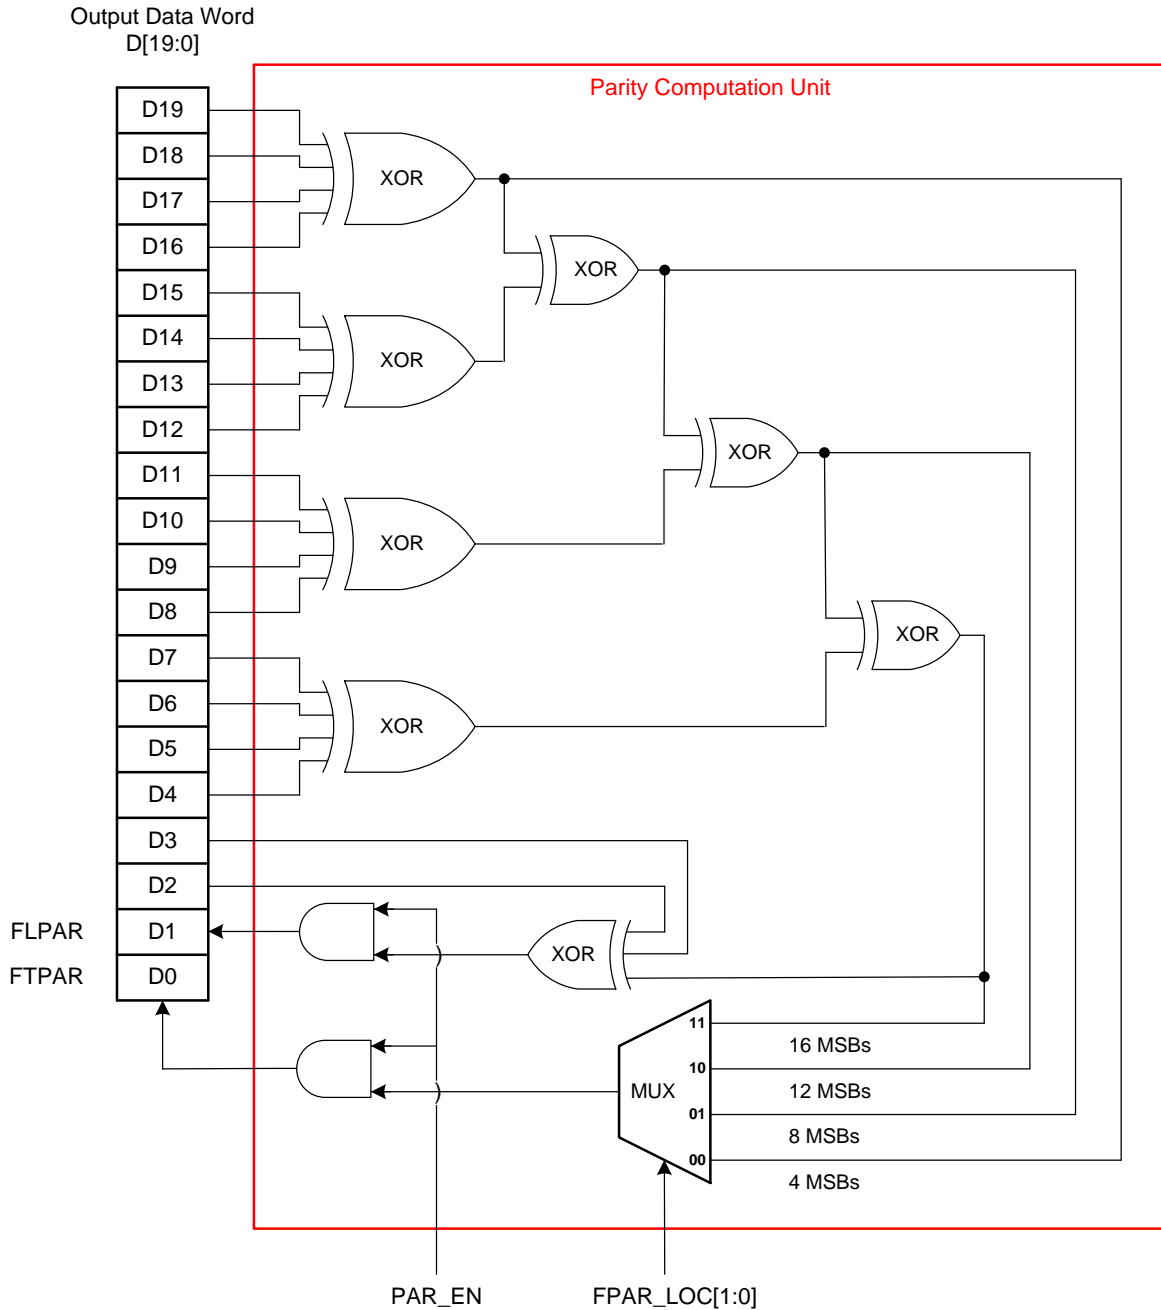 Output Data Word
D[19:0]
Parity Computation Unit
D19
D18
D17
D16
D15
D14
D13
D12
D11
D10
D9
D8
D7
D6
D5
D4
D3
D2
D1
D0
FLPAR
FTPAR
XOR
XOR
XOR
XOR
XOR
XOR
XOR
XOR
MUX
11
10
01
00
16 MSBs
12 MSBs
8 MSBs
4 MSBs
PAR_EN
FPAR_LOC[1:0]